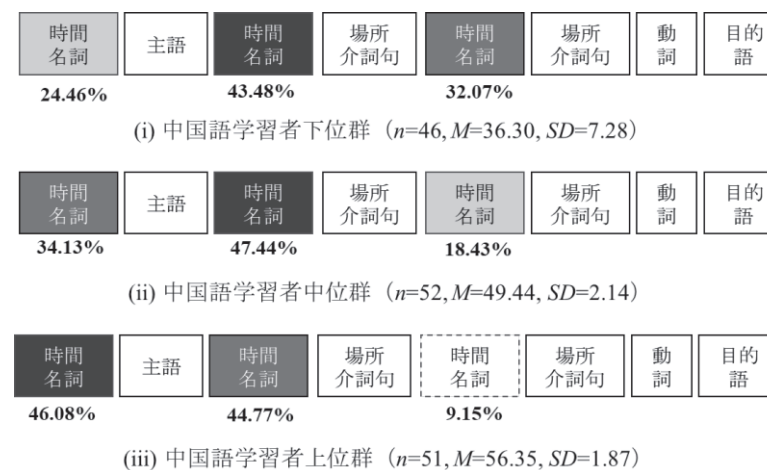 時間名詞 主語 時間名詞 場所介詞句 時間名詞 場所介詞句 動詞 目的語
24.46% 43.48% 32.07%
(i) 中国語学習者下位群（n=46, M=36.30, SD=7.28）
時間名詞 主語 時間名詞 場所介詞句 時間名詞 場所介詞句 動詞 目的語
34.13% 47.44% 18.43%
(ii) 中国語学習者中位群（n=52, M=49.44, SD=2.14）
時間名詞 主語 時間名詞 場所介詞句 時間名詞 場所介詞句 動詞 目的語
46.08% 44.77% 9.15%
(iii) 中国語学習者上位群（n=51, M=56.35, SD=1.87）